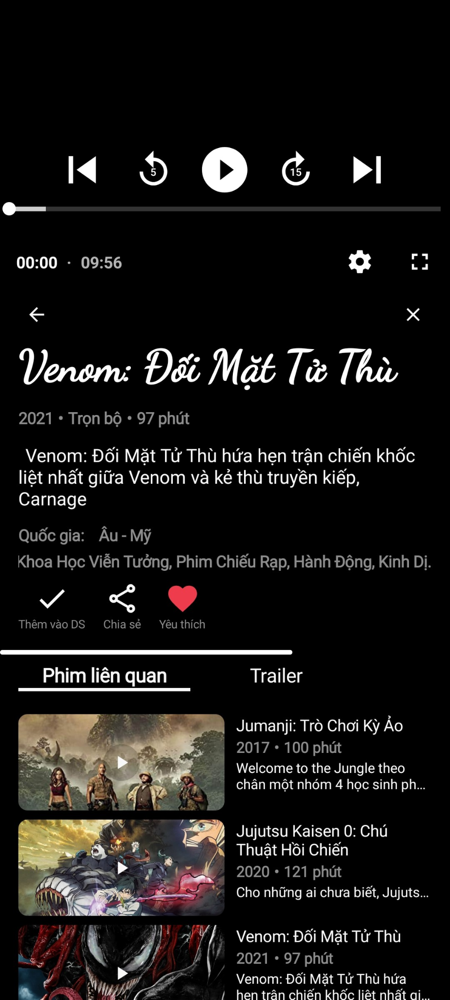 5
15
00:00 · 09:56
Venom: Đối Mặt Tử Thù
2021 • Trọn bộ • 97 phút
Venom: Đối Mặt Tử Thù hứa hẹn trận chiến khốc
liệt nhất giữa Venom và kẻ thù truyền kiếp,
Carnage
Quốc gia: Âu - Mỹ
Khoa Học Viễn Tưởng, Phim Chiếu Rạp, Hành Động, Kinh Dị.
Thêm vào DS Chia sẻ Yêu thích
Phim liên quan Trailer
Jumanji: Trò Chơi Kỳ Ảo
2017 • 100 phút
Welcome to the Jungle theo
chân một nhóm 4 học sinh ph...
Jujutsu Kaisen 0: Chú
Thuật Hồi Chiến
2020 • 121 phút
Cho những ai chưa biết, Jujuts...
Venom: Đối Mặt Tử Thù
2021 • 97 phút
Venom: Đối Mặt Tử Thù hứa
hẹn trận chiến khốc liệt nhất gi...